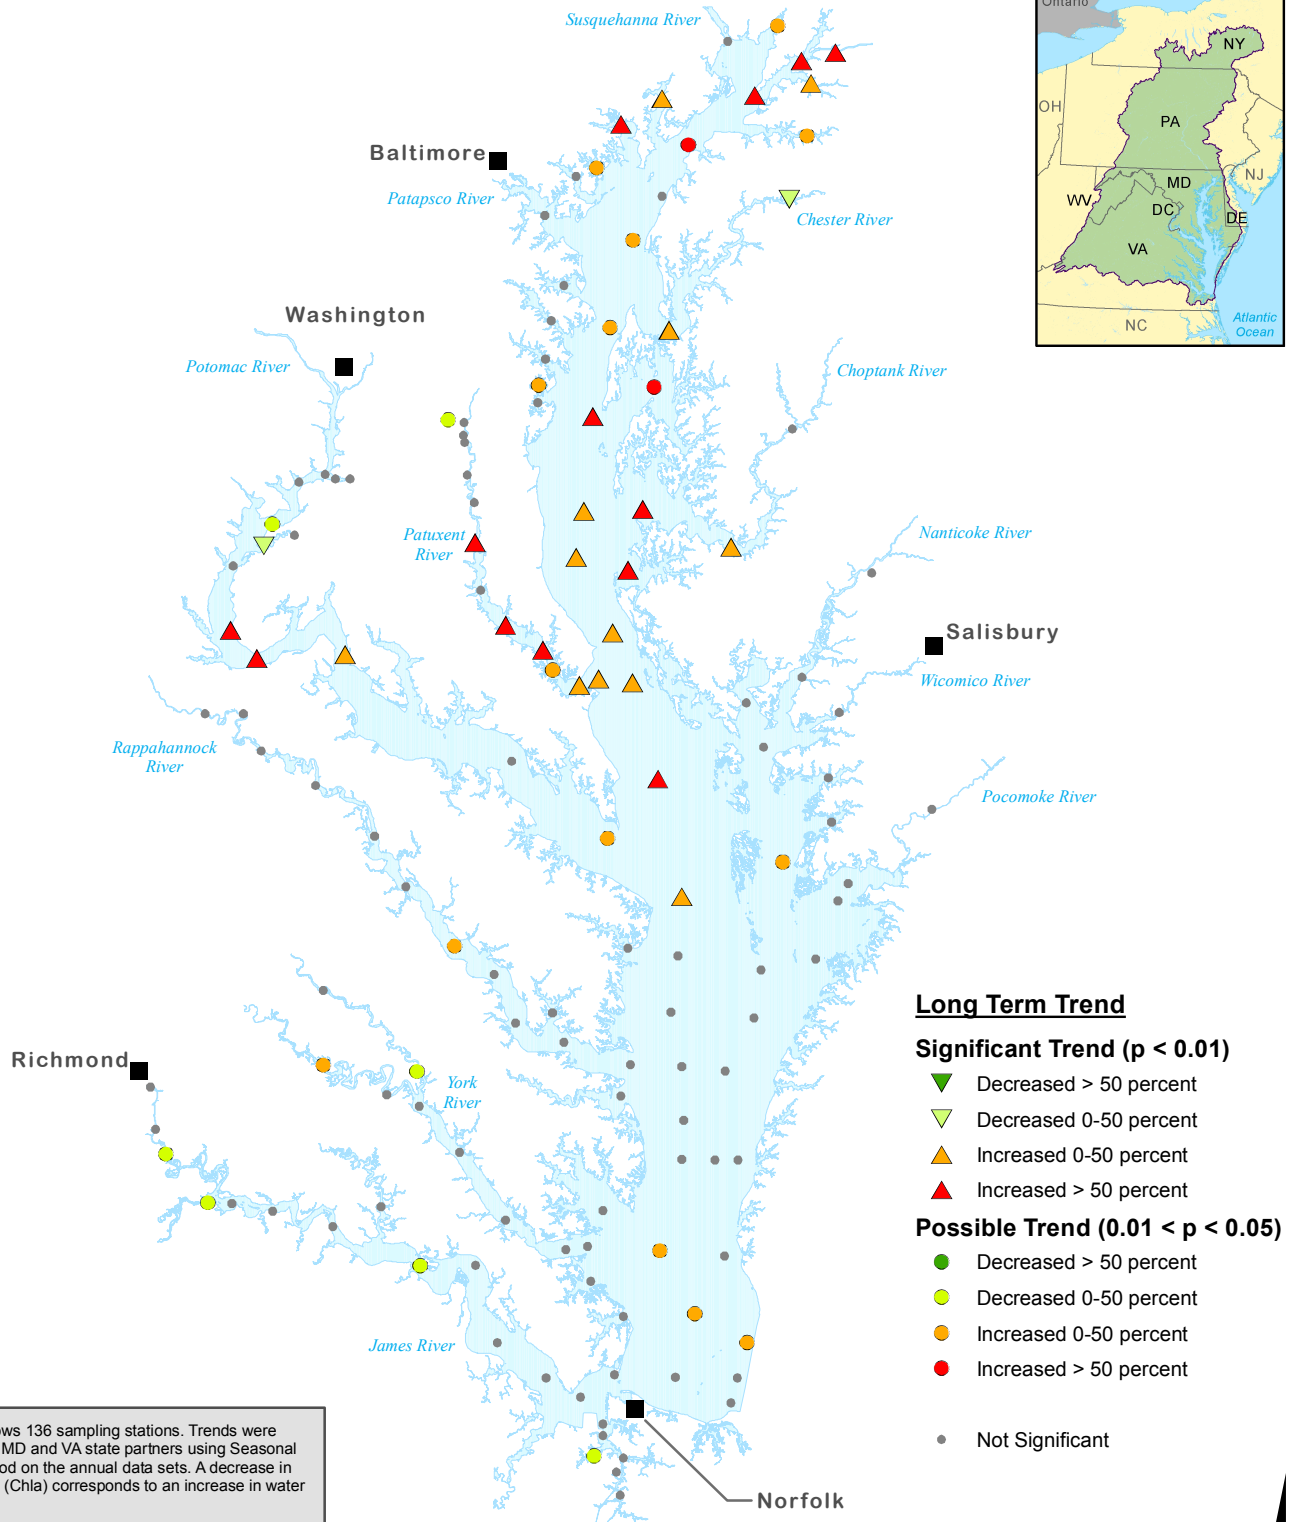 Susquehanna River
Baltimore
Patapsco River
Chester River
Washington
Potomac River
Choptank River
Patuxent
River
Nanticoke River
Salisbury
Wicomico River
Rappahannock
River
Pocomoke River
Richmond
York
River
James River
Norfolk
Ontario
NY
OH
PA
NJ
MD
WV
DC
DE
VA
NC
Atlantic
Ocean
Long Term Trend
Significant Trend (p < 0.01)
Decreased > 50 percent
Decreased 0-50 percent
Increased 0-50 percent
Increased > 50 percent
Possible Trend (0.01 < p < 0.05)
Decreased > 50 percent
Decreased 0-50 percent
Increased 0-50 percent
Increased > 50 percent
Not Significant
ws 136 sampling stations. Trends were
MD and VA state partners using Seasonal
od on the annual data sets. A decrease in
(Chla) corresponds to an increase in water